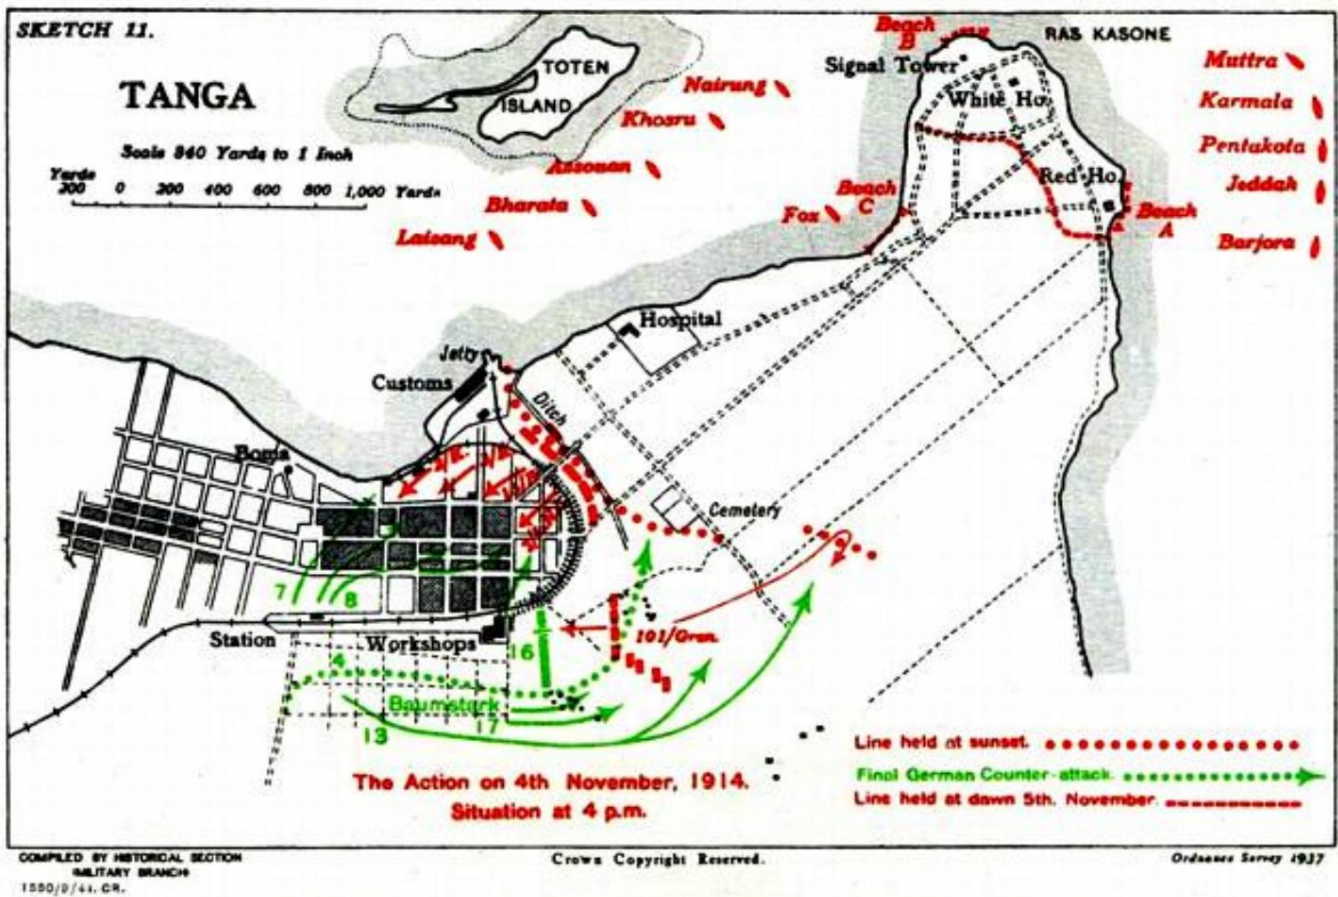 SKETCH 11.
TANGA
Scale 840 Yards to 1 Inch
Yards
200 0 200 400 600 800 1,000 Yards
TOTEN
ISLAND
Nairung
Khosru
Assouan
Bharata
Laisang
Fox
Beach
B
RAS KASONE
Signal Tower
White Ho.
Red Ho.
Beach
C
Beach
A
Muttra
Karmala
Pentakota
Jeddah
Barjora
Hospital
Jetty
Customs
Ditch
Boma
Cemetery
7
8
Station
Workshops
16
101/Gren.
4
Baumstark
17
13
The Action on 4th November, 1914.
Situation at 4 p.m.
Line held at sunset.
Final German Counter-attack.
Line held at dawn 5th. November.
COMPILED BY HISTORICAL SECTION
(MILITARY BRANCH)
1550/9/41. CR.
Crown Copyright Reserved.
Ordnance Survey 1937